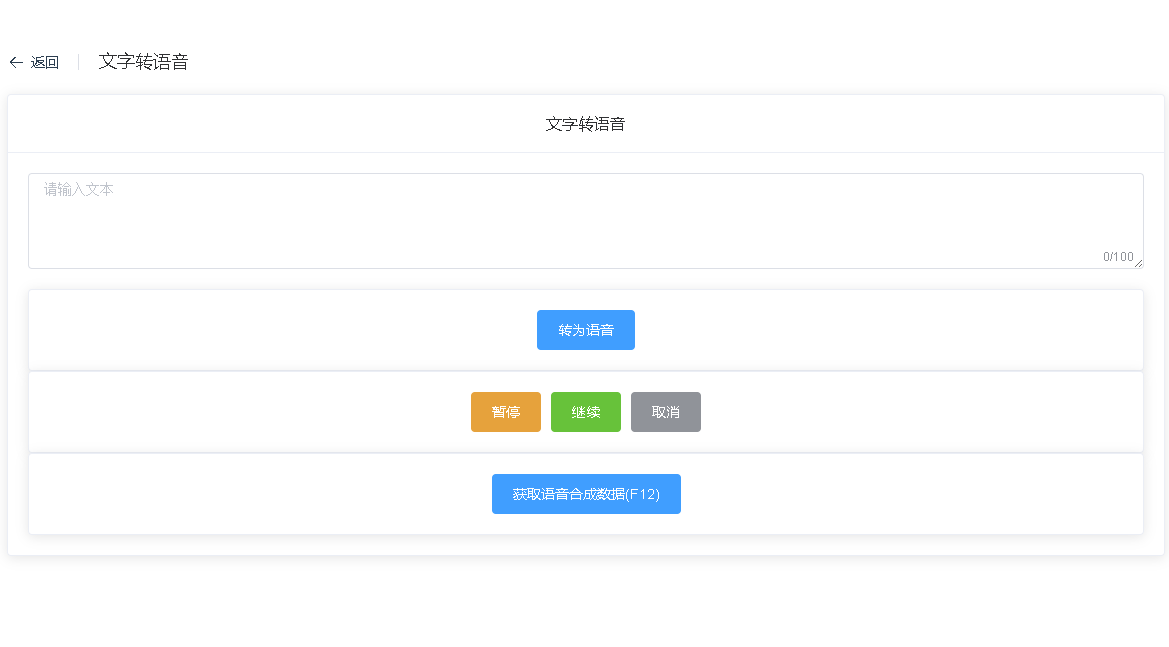 返回 文字转语音
文字转语音
请输入文本
0/100
转为语音
暂停 继续 取消
获取语音合成数据(F12)